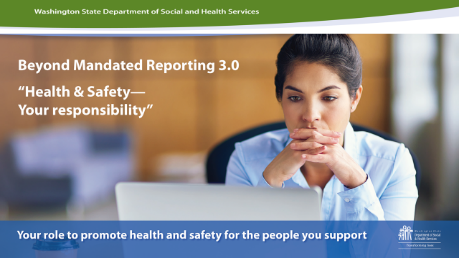 Washington State Department of Social and Health Services
Beyond Mandated Reporting 3.0
“Health & Safety—
Your responsibility”
Your role to promote health and safety for the people you support